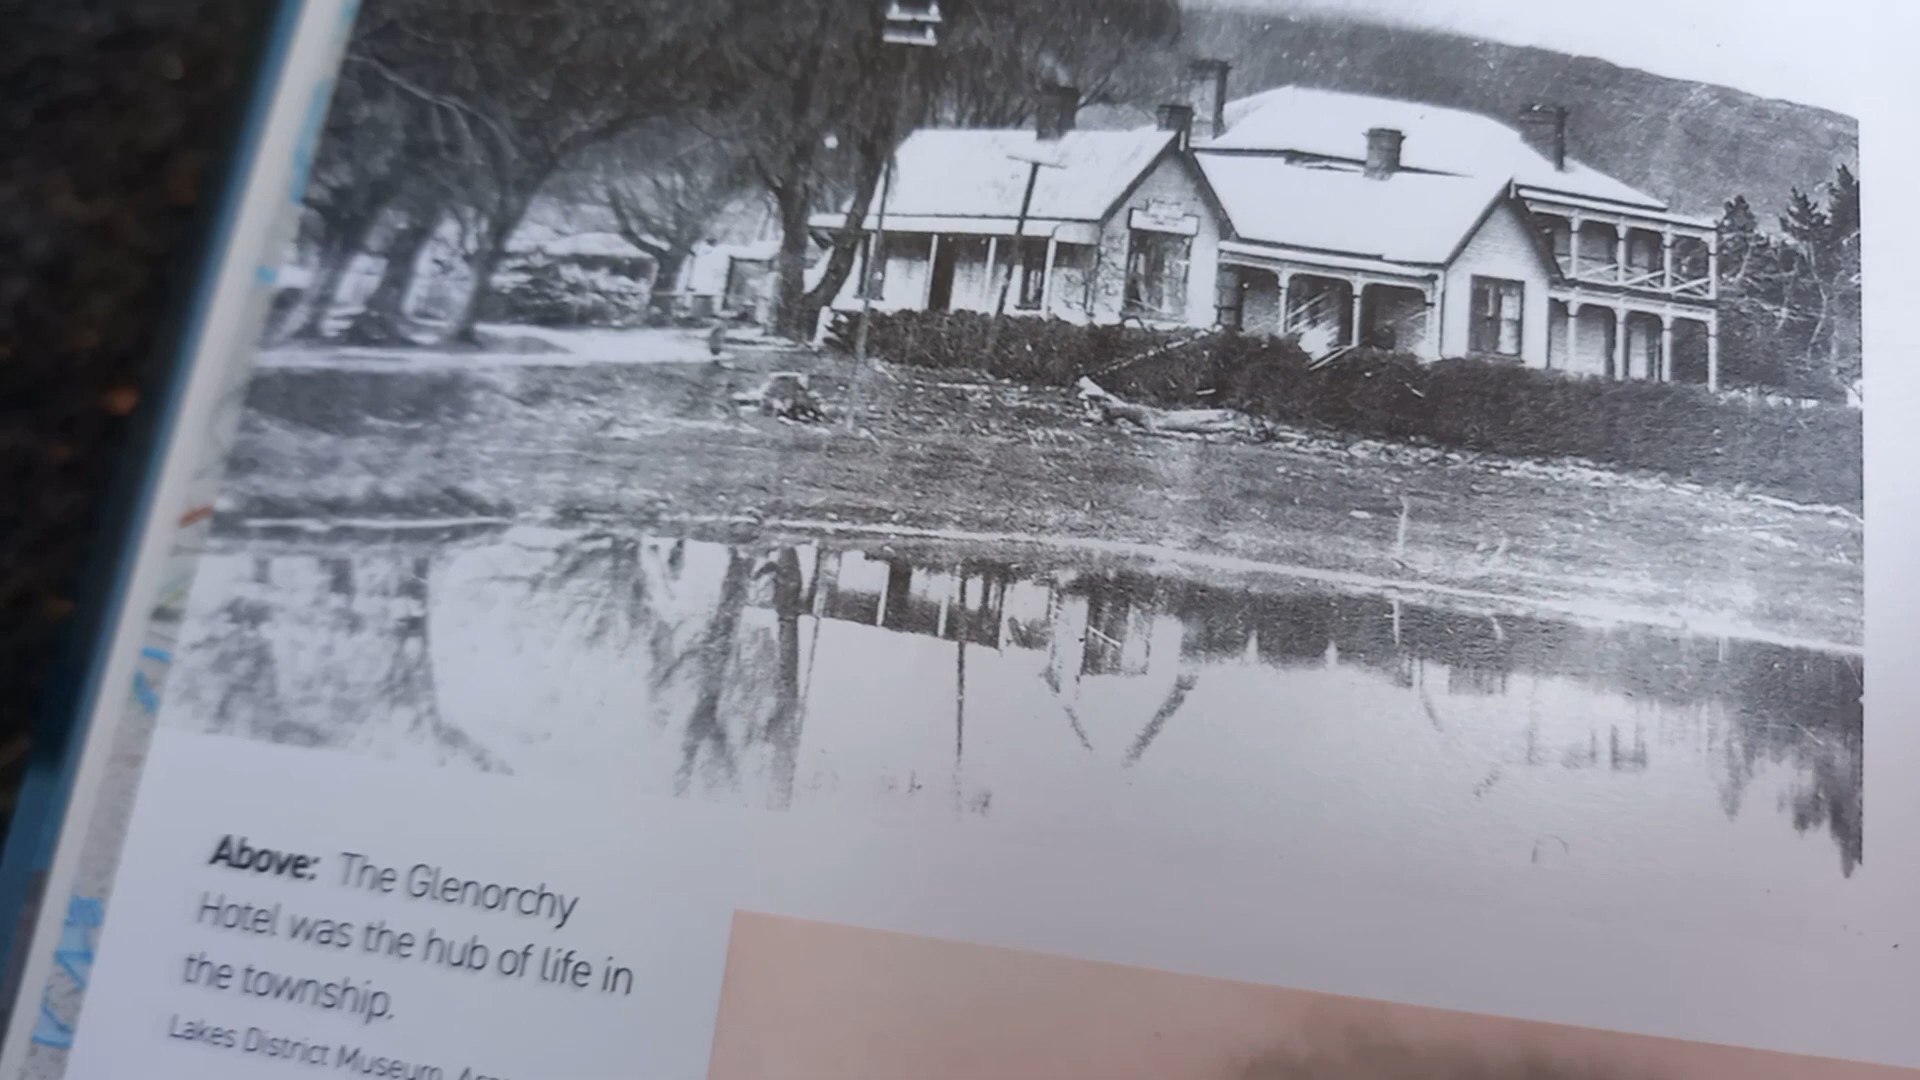 Above: The Glenorchy
Hotel was the hub of life in
the township.
Lakes District Museum,